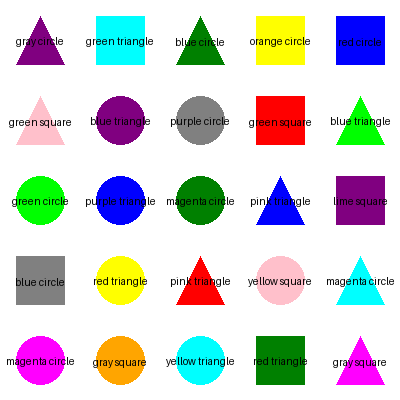 gray circle
green triangle
blue circle
orange circle
red circle
green square
blue triangle
purple circle
green square
blue triangle
green circle
purple triangle
magenta circle
pink triangle
lime square
blue circle
red triangle
pink triangle
yellow square
magenta circle
magenta circle
gray square
yellow triangle
red triangle
gray square